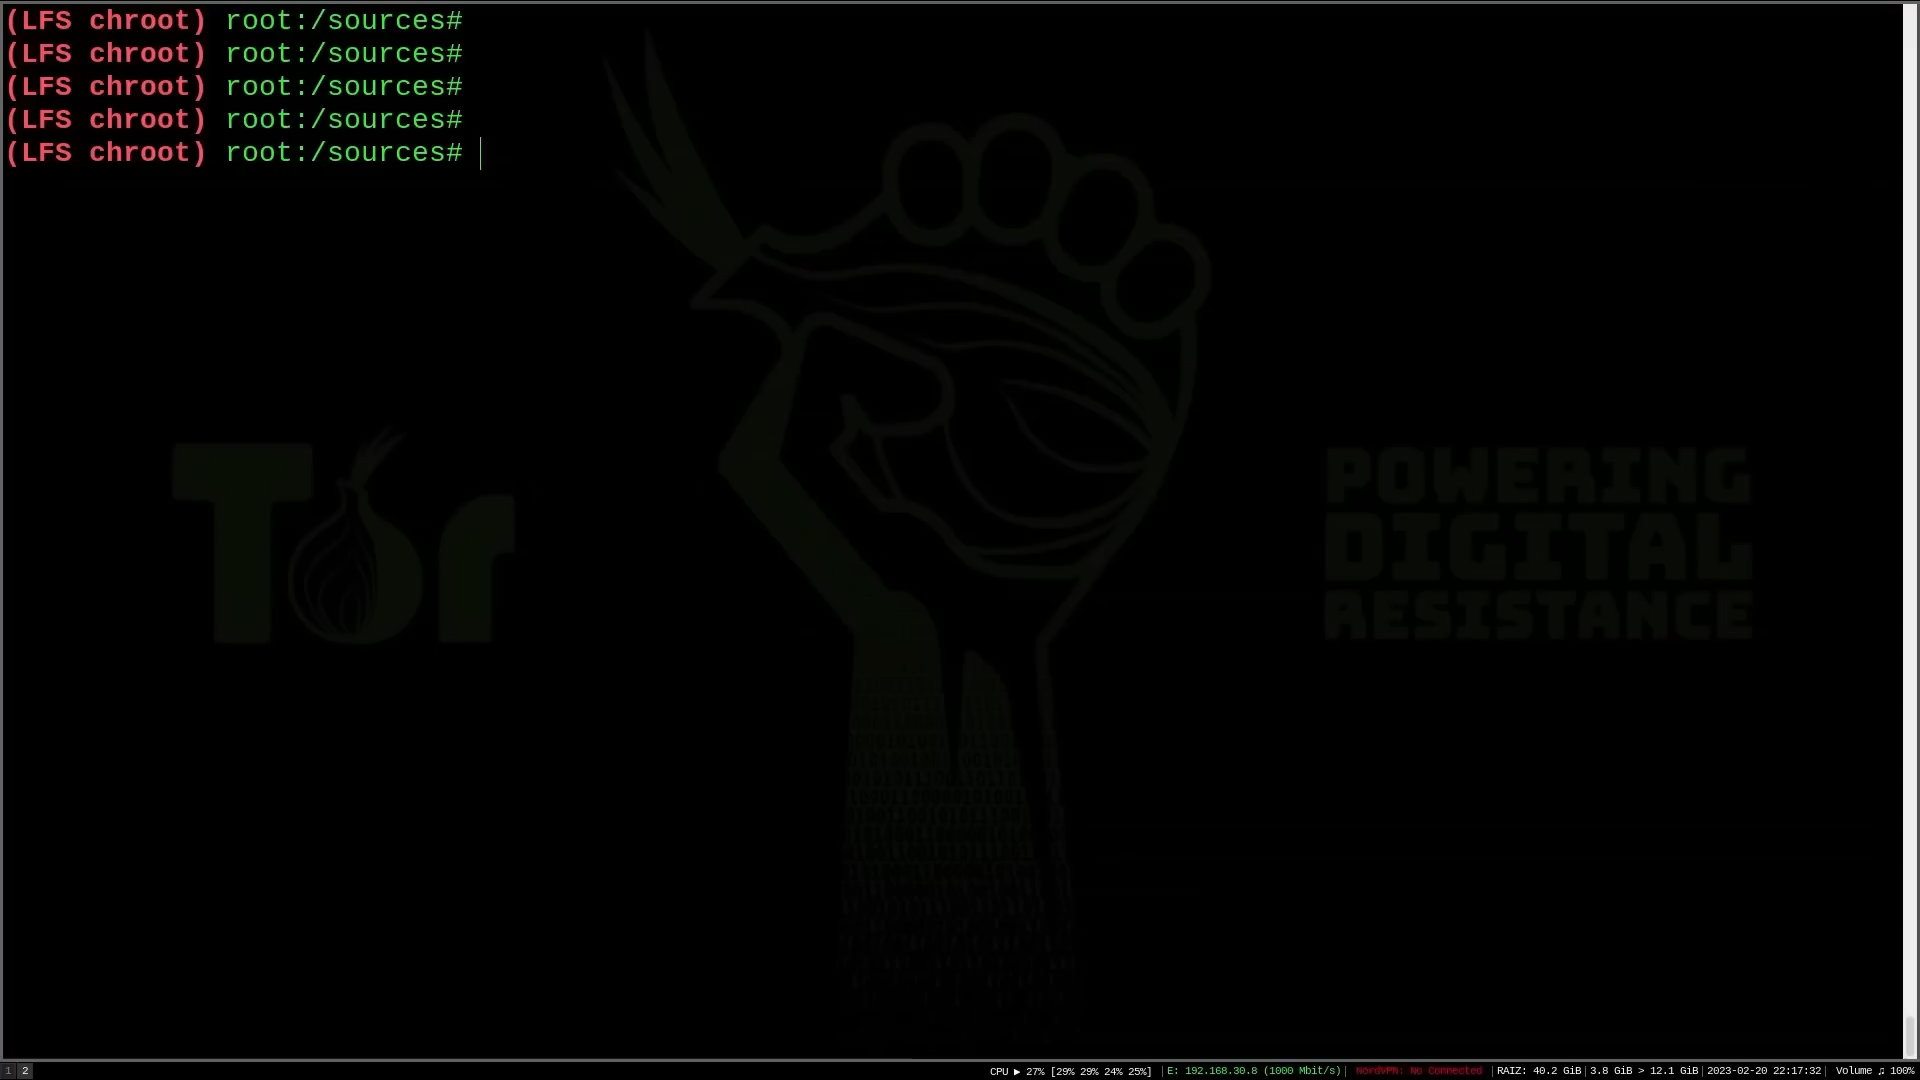 (LFS chroot) root:/sources#
(LFS chroot) root:/sources#
(LFS chroot) root:/sources#
(LFS chroot) root:/sources#
(LFS chroot) root:/sources#
Tor
POWERING
DIGITAL
RESISTANCE
1 2 CPU ▶ 27% [29% 29% 24% 25%] |E: 192.168.30.8 (1000 Mbit/s)| NordVPN: No Connected |RAIZ: 40.2 GiB|3.8 GiB > 12.1 GiB|2023-02-20 22:17:32| Volume ♫ 100%